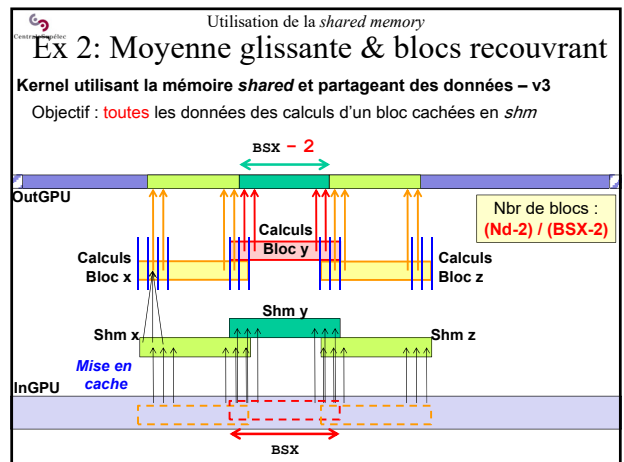 Utilisation de la shared memory
CentraleSupélec
Ex 2: Moyenne glissante & blocs recouvrant
Kernel utilisant la mémoire shared et partageant des données – v3
Objectif : toutes les données des calculs d’un bloc cachées en shm
BSX – 2
OutGPU
Nbr de blocs :
(Nd-2) / (BSX-2)
Calculs
Bloc y
Calculs
Bloc x
Calculs
Bloc z
Shm y
Shm x
Shm z
Mise en
cache
InGPU
BSX